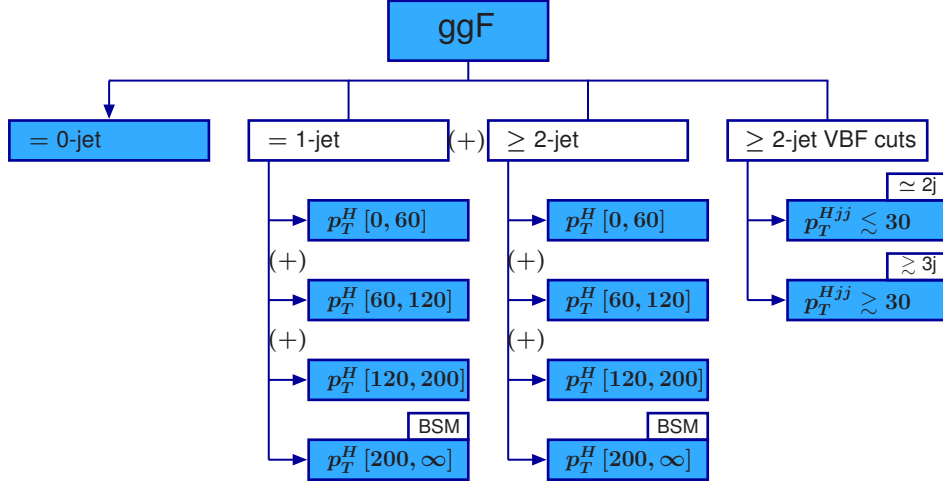 ggF
= 0-jet
= 1-jet
(+)
≥ 2-jet
≥ 2-jet VBF cuts
≃ 2j
p_T^H [0, 60]
p_T^H [0, 60]
p_T^{Hjj} ≲ 30
(+)
(+)
≳ 3j
p_T^H [60, 120]
p_T^H [60, 120]
p_T^{Hjj} ≳ 30
(+)
(+)
p_T^H [120, 200]
p_T^H [120, 200]
BSM
BSM
p_T^H [200, ∞]
p_T^H [200, ∞]